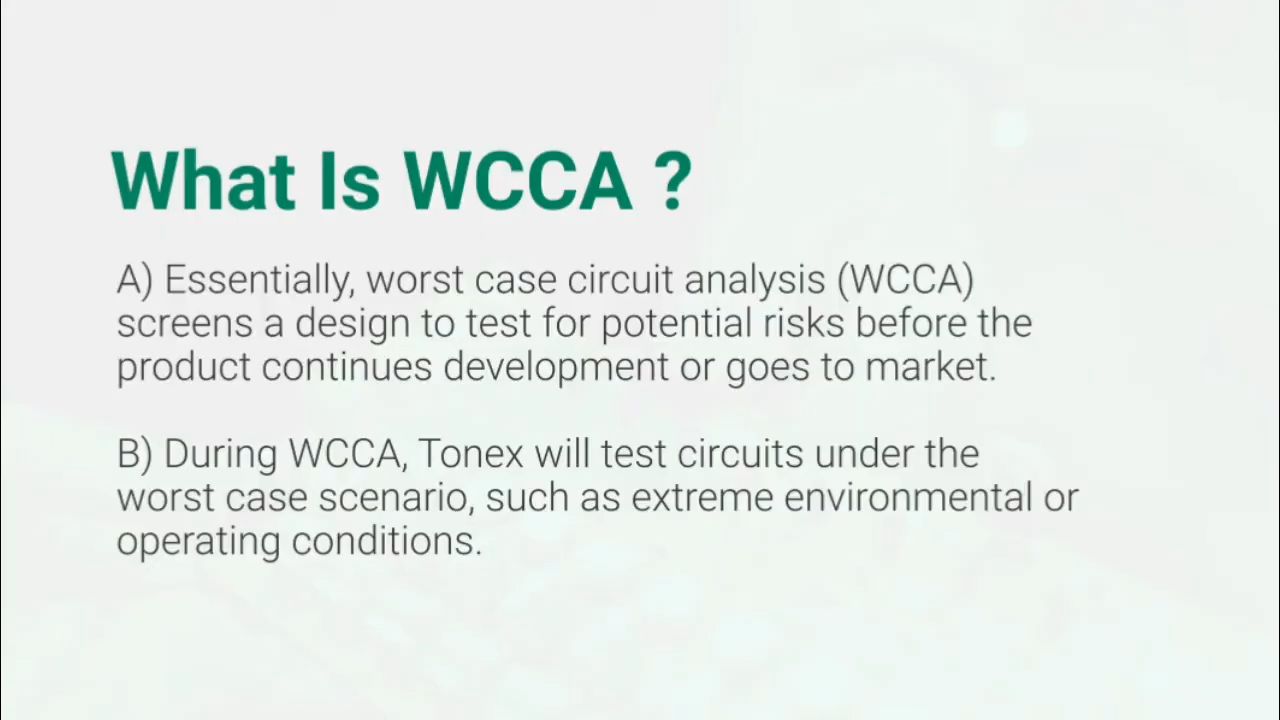 What Is WCCA ?
A) Essentially, worst case circuit analysis (WCCA)
screens a design to test for potential risks before the
product continues development or goes to market.
B) During WCCA, Tonex will test circuits under the
worst case scenario, such as extreme environmental or
operating conditions.